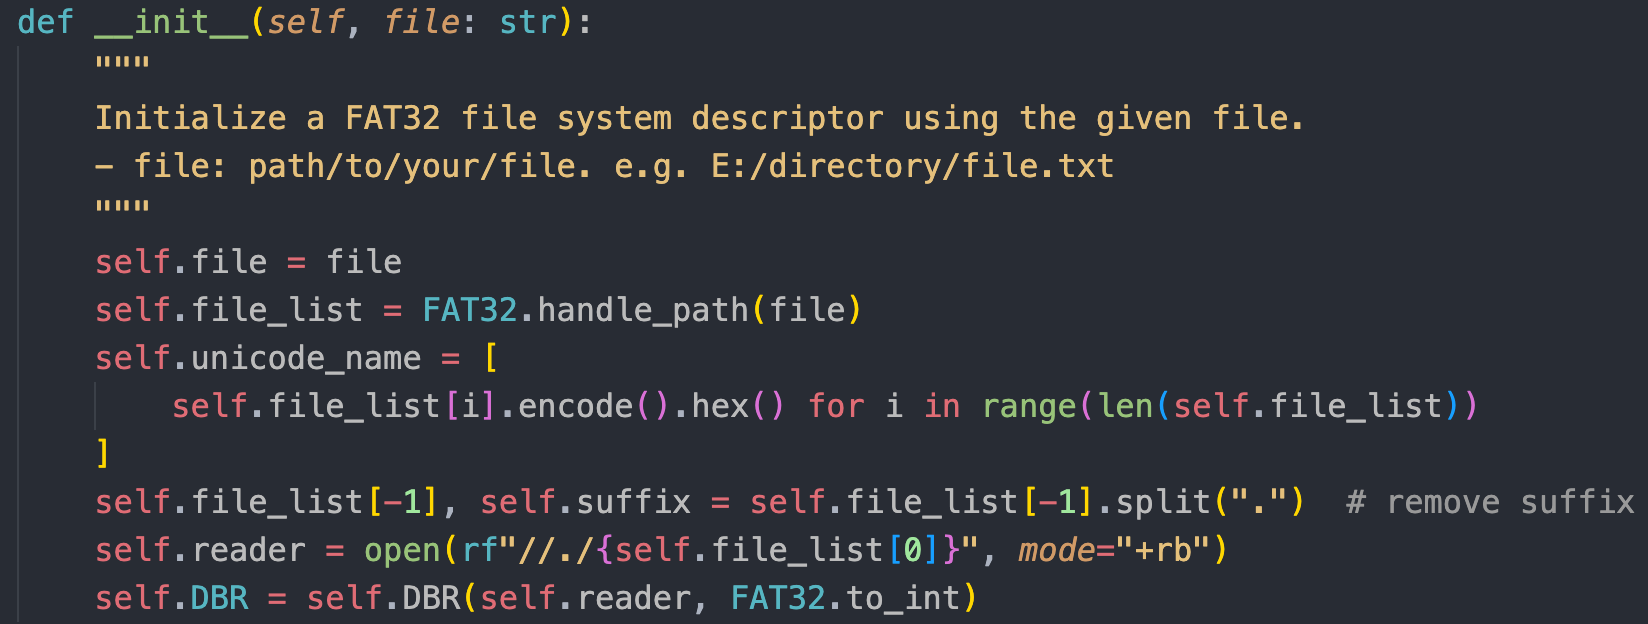 def __init__(self, file: str):
"""
Initialize a FAT32 file system descriptor using the given file.
- file: path/to/your/file. e.g. E:/directory/file.txt
"""
self.file = file
self.file_list = FAT32.handle_path(file)
self.unicode_name = [
self.file_list[i].encode().hex() for i in range(len(self.file_list))
]
self.file_list[-1], self.suffix = self.file_list[-1].split(".")  # remove suffix
self.reader = open(rf"//./{self.file_list[0]}", mode="+rb")
self.DBR = self.DBR(self.reader, FAT32.to_int)